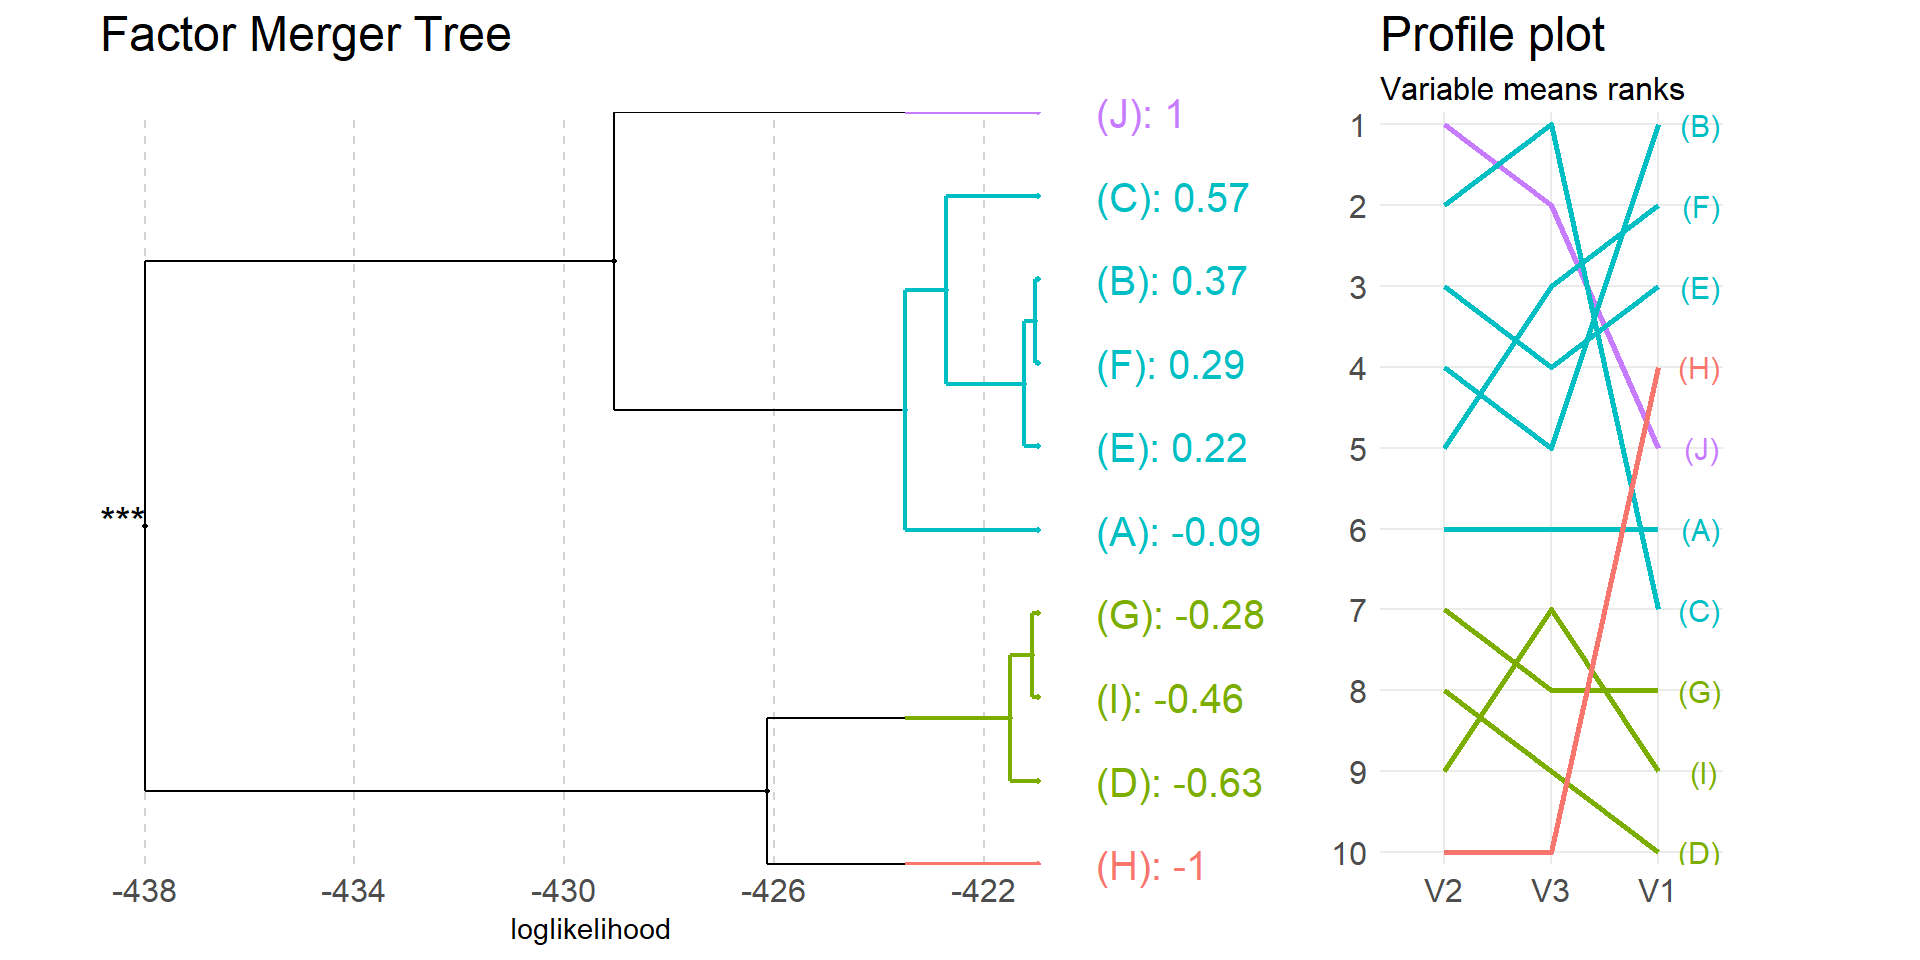 Factor Merger Tree
(J): 1
(C): 0.57
(B): 0.37
(F): 0.29
(E): 0.22
(A): -0.09
(G): -0.28
(I): -0.46
(D): -0.63
(H): -1
***
-438 -434 -430 -426 -422
loglikelihood
Profile plot
Variable means ranks
1 (B)
2 (F)
3 (E)
4 (H)
5 (J)
6 (A)
7 (C)
8 (G)
9 (I)
10 (D)
V2 V3 V1